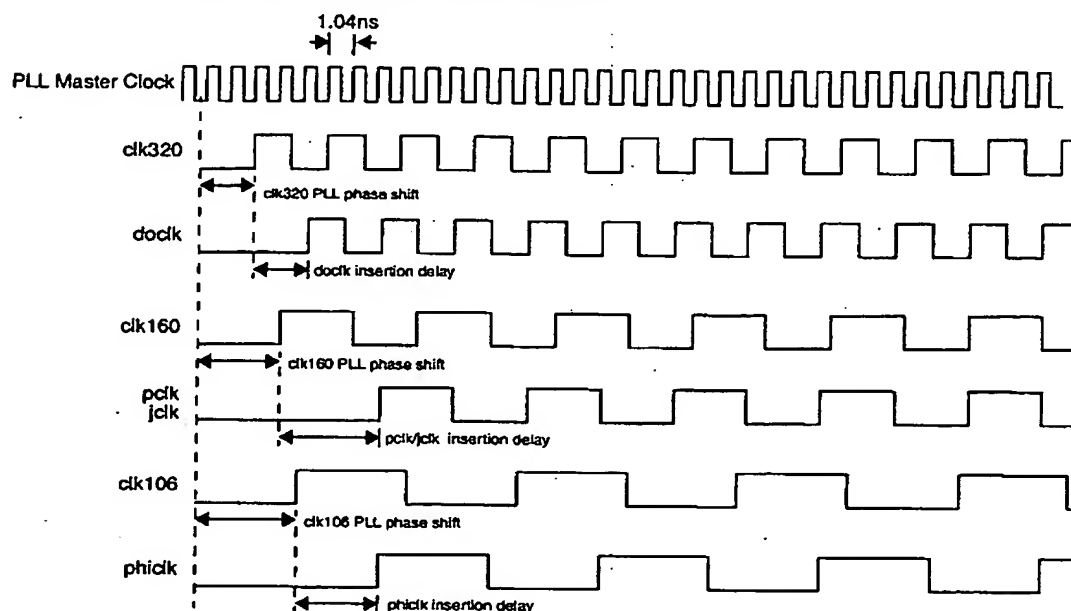 1.04ns
PLL Master Clock
clk320
clk320 PLL phase shift
doclk
doclk insertion delay
clk160
clk160 PLL phase shift
pclk
jclk
pclk/jclk insertion delay
clk106
clk106 PLL phase shift
phiclk
phiclk insertion delay